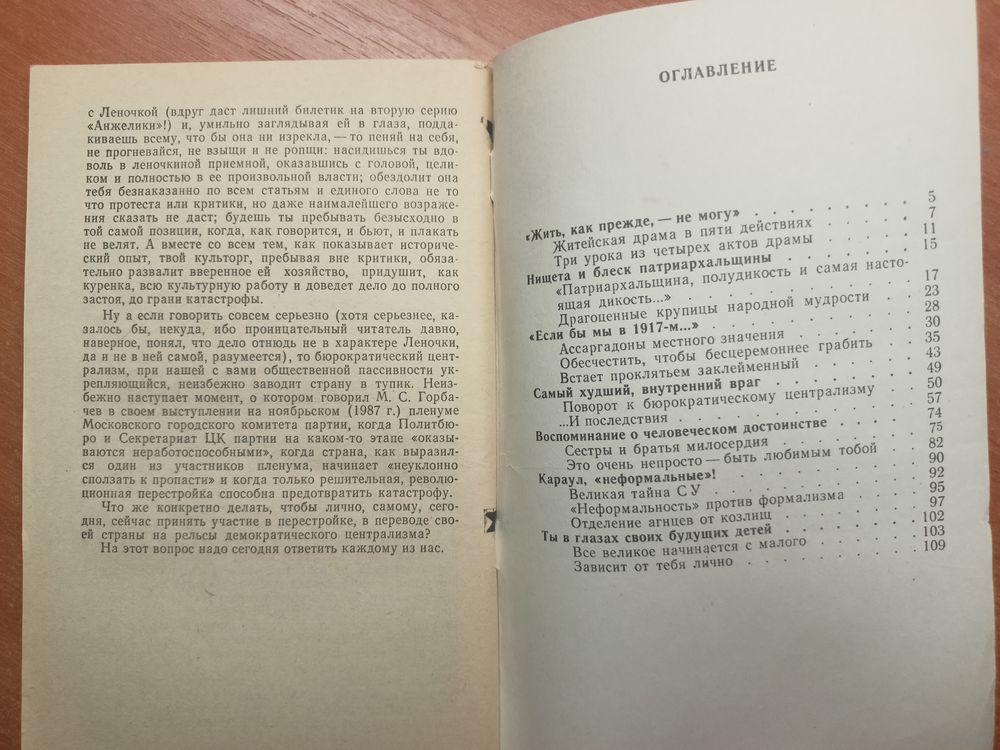 с Леночкой (вдруг даст лишний билетик на вторую серию
«Анжелики»!) и, умильно заглядывая ей в глаза, подда-
киваешь всему, что бы она ни изрекла, — то пеняй на себя,
не прогневайся, не взыщи и не ропщи: насидишься ты вдо-
воль в леночкиной приемной, оказавшись с головой, цели-
ком и полностью в ее произвольной власти; обездолит она
тебя безнаказанно по всем статьям и единого слова не то
что протеста или критики, но даже наималейшего возраже-
ния сказать не даст; будешь ты пребывать безысходно в
той самой позиции, когда, как говорится, и бьют, и плакать
не велят. А вместе со всем тем, как показывает историчес-
кий опыт, твой культорг, пребывая вне критики, обяза-
тельно развалит вверенное ей хозяйство, придушит, как
куренка, всю культурную работу и доведет дело до полного
застоя, до грани катастрофы.
Ну а если говорить совсем серьезно (хотя серьезнее, ка-
залось бы, некуда, ибо проницательный читатель давно,
наверное, понял, что дело отнюдь не в характере Леночки,
да и не в ней самой, разумеется), то бюрократический цент-
рализм, при нашей с вами общественной пассивности ук-
репляющийся, неизбежно заводит страну в тупик. Неиз-
бежно наступает момент, о котором говорил М. С. Горба-
чев в своем выступлении на ноябрьском (1987 г.) пленуме
Московского городского комитета партии, когда Политбю-
ро и Секретариат ЦК партии на каком-то этапе «оказы-
ваются неработоспособными», когда страна, как выразил-
ся один из участников пленума, начинает «неуклонно
сползать к пропасти» и когда только решительная, револю-
ционная перестройка способна предотвратить катастрофу.
Что же конкретно делать, чтобы лично, самому, сего-
дня, сейчас принять участие в перестройке, в переводе сво-
ей страны на рельсы демократического централизма?
На этот вопрос надо сегодня ответить каждому из нас.
ОГЛАВЛЕНИЕ
«Жить, как прежде, — не могу» . . . . . . . . . 5
Житейская драма в пяти действиях . . . . . . 7
Три урока из четырех актов драмы . . . . . . 11
Нищета и блеск патриархальщины . . . . . . . 15
«Патриархальщина, полудикость и самая насто-
ящая дикость...» . . . . . . . . . . . 17
Драгоценные крупицы народной мудрости . . 23
«Если бы мы в 1917-м...» . . . . . . . . . . 28
Ассаргадоны местного значения . . . . . . . 30
Обесчестить, чтобы бесцеремоннее грабить . . 35
Встает проклятьем заклейменный . . . . . . 43
Самый худший, внутренний враг . . . . . . . . 49
Поворот к бюрократическому централизму . . 50
...И последствия . . . . . . . . . . . . 57
Воспоминание о человеческом достоинстве . . . . 74
Сестры и братья милосердия . . . . . . . . 75
Это очень непросто — быть любимым тобой . . 82
Караул, «неформальные»! . . . . . . . . . . 90
Великая тайна СУ . . . . . . . . . . . . 92
«Неформальность» против формализма . . . . 95
Отделение агнцев от козлищ . . . . . . . . 97
Ты в глазах своих будущих детей . . . . . . . 102
Все великое начинается с малого . . . . . . 103
Зависит от тебя лично . . . . . . . . . . 109